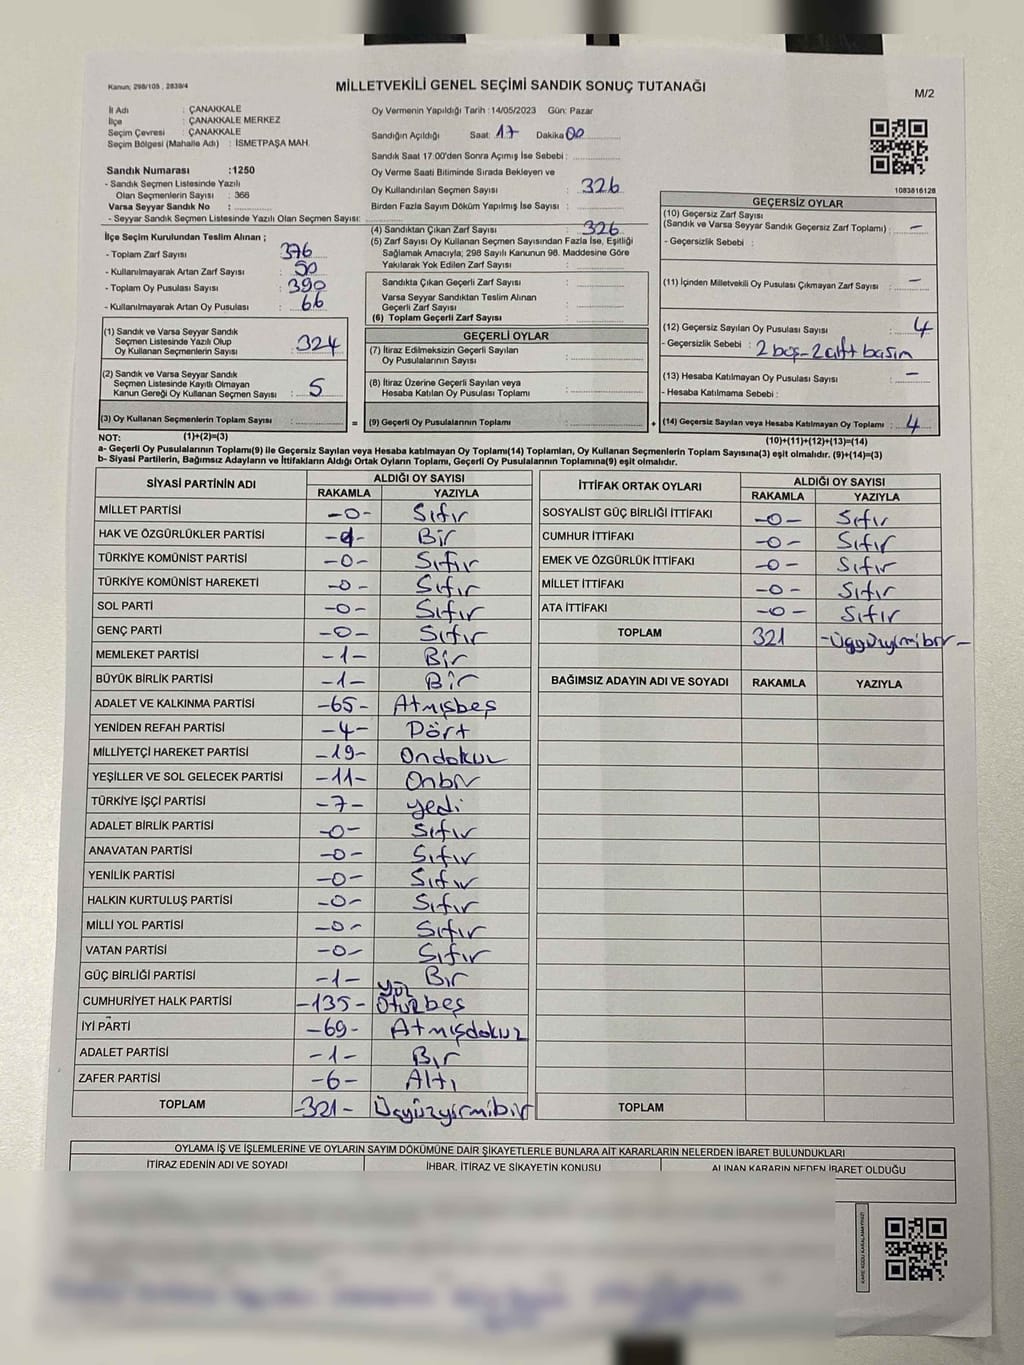 Kanun; 298/105 , 2839/4
MİLLETVEKİLİ GENEL SEÇİMİ SANDIK SONUÇ TUTANAĞI
M/2
İl Adı : ÇANAKKALE
İlçe : ÇANAKKALE MERKEZ
Seçim Çevresi : ÇANAKKALE
Seçim Bölgesi (Mahalle Adı) : İSMETPAŞA MAH.
Sandık Numarası :1250
- Sandık Seçmen Listesinde Yazılı
Olan Seçmenlerin Sayısı : 366
Varsa Seyyar Sandık No :
- Seyyar Sandık Seçmen Listesinde Yazılı Olan Seçmen Sayısı:
Oy Vermenin Yapıldığı Tarih :14/05/2023 Gün: Pazar
Sandığın Açıldığı Saat: 17 Dakika 00
Sandık Saat 17.00'den Sonra Açımış İse Sebebi :
Oy Verme Saati Bitiminde Sırada Bekleyen ve
Oy Kullandırılan Seçmen Sayısı : 326
Birden Fazla Sayım Döküm Yapılmış İse Sayısı :
1083816128
İlçe Seçim Kurulundan Teslim Alınan ;
- Toplam Zarf Sayısı : 376
- Kullanılmayarak Artan Zarf Sayısı : 50
- Toplam Oy Pusulası Sayısı : 390
- Kullanılmayarak Artan Oy Pusulası : 66
(1) Sandık ve Varsa Seyyar Sandık
Seçmen Listesinde Yazılı Olup
Oy Kullanan Seçmenlerin Sayısı : 324
(2) Sandık ve Varsa Seyyar Sandık
Seçmen Listesinde Kayıtlı Olmayan
Kanun Gereği Oy Kullanan Seçmen Sayısı : 5
(3) Oy Kullanan Seçmenlerin Toplam Sayısı :
(4) Sandıktan Çıkan Zarf Sayısı : 326
(5) Zarf Sayısı Oy Kullanan Seçmen Sayısından Fazla İse, Eşitliği
Sağlamak Amacıyla; 298 Sayılı Kanunun 98. Maddesine Göre
Yakılarak Yok Edilen Zarf Sayısı :
Sandıkta Çıkan Geçerli Zarf Sayısı :
Varsa Seyyar Sandıktan Teslim Alınan
Geçerli Zarf Sayısı :
(6) Toplam Geçerli Zarf Sayısı :
GEÇERLİ OYLAR
(7) İtiraz Edilmeksizin Geçerli Sayılan
Oy Pusulalarının Sayısı :
(8) İtiraz Üzerine Geçerli Sayılan veya
Hesaba Katılan Oy Pusulaları Toplamı :
= (9) Geçerli Oy Pusulalarının Toplamı :
GEÇERSİZ OYLAR
(10) Geçersiz Zarf Sayısı
(Sandık ve Varsa Seyyar Sandık Geçersiz Zarf Toplamı) : -
- Geçersizlik Sebebi :
(11) İçinden Milletvekili Oy Pusulası Çıkmayan Zarf Sayısı : -
(12) Geçersiz Sayılan Oy Pusulası Sayısı : 4
- Geçersizlik Sebebi : 2 boş-2 çift basım
(13) Hesaba Katılmayan Oy Pusulası Sayısı : -
- Hesaba Katılmama Sebebi :
+ (14) Geçersiz Sayılan veya Hesaba Katılmayan Oy Toplamı : 4
NOT: (1)+(2)=(3)
(10)+(11)+(12)+(13)=(14)
a- Geçerli Oy Pusulalarının Toplamı(9) ile Geçersiz Sayılan veya Hesaba katılmayan Oy Toplamı(14) Toplamları, Oy Kullanan Seçmenlerin Toplam Sayısına(3) eşit olmalıdır. (9)+(14)=(3)
b- Siyasi Partilerin, Bağımsız Adayların ve İttifakların Aldığı Ortak Oyların Toplamı, Geçerli Oy Pusulalarının Toplamına(9) eşit olmalıdır.
SİYASİ PARTİNİN ADI ALDIĞI OY SAYISI
RAKAMLA YAZIYLA
MİLLET PARTİSİ -0- Sıfır
HAK VE ÖZGÜRLÜKLER PARTİSİ -1- Bir
TÜRKİYE KOMÜNİST PARTİSİ -0- Sıfır
TÜRKİYE KOMÜNİST HAREKETİ -0- Sıfır
SOL PARTİ -0- Sıfır
GENÇ PARTİ -0- Sıfır
MEMLEKET PARTİSİ -1- Bir
BÜYÜK BİRLİK PARTİSİ -1- Bir
ADALET VE KALKINMA PARTİSİ -65- Atmışbeş
YENİDEN REFAH PARTİSİ -4- Dört
MİLLİYETÇİ HAREKET PARTİSİ -19- Ondokuz
YEŞİLLER VE SOL GELECEK PARTİSİ -11- Onbir
TÜRKİYE İŞÇİ PARTİSİ -7- yedi
ADALET BİRLİK PARTİSİ -0- Sıfır
ANAVATAN PARTİSİ -0- Sıfır
YENİLİK PARTİSİ -0- Sıfır
HALKIN KURTULUŞ PARTİSİ -0- Sıfır
MİLLİ YOL PARTİSİ -0- Sıfır
VATAN PARTİSİ -0- Sıfır
GÜÇ BİRLİĞİ PARTİSİ -1- Bir
CUMHURİYET HALK PARTİSİ -135- yüz Otuzbeş
İYİ PARTİ -69- Atmışdokuz
ADALET PARTİSİ -1- Bir
ZAFER PARTİSİ -6- Altı
TOPLAM -321- Üçyüzyirmibir
İTTİFAK ORTAK OYLARI ALDIĞI OY SAYISI
RAKAMLA YAZIYLA
SOSYALİST GÜÇ BİRLİĞİ İTTİFAKI -0- Sıfır
CUMHUR İTTİFAKI -0- Sıfır
EMEK VE ÖZGÜRLÜK İTTİFAKI -0- Sıfır
MİLLET İTTİFAKI -0- Sıfır
ATA İTTİFAKI -0- Sıfır
TOPLAM 321 -Üçyüzyirmibir-
BAĞIMSIZ ADAYIN ADI VE SOYADI RAKAMLA YAZIYLA
TOPLAM
OYLAMA İŞ VE İŞLEMLERİNE VE OYLARIN SAYIM DÖKÜMÜNE DAİR ŞİKAYETLERLE BUNLARA AİT KARARLARIN NELERDEN İBARET BULUNDUKLARI
İTİRAZ EDENİN ADI VE SOYADI İHBAR, İTİRAZ VE ŞİKAYETİN KONUSU ALINAN KARARIN NEDEN İBARET OLDUĞU
KARE KODU KARALAMAYINIZ!